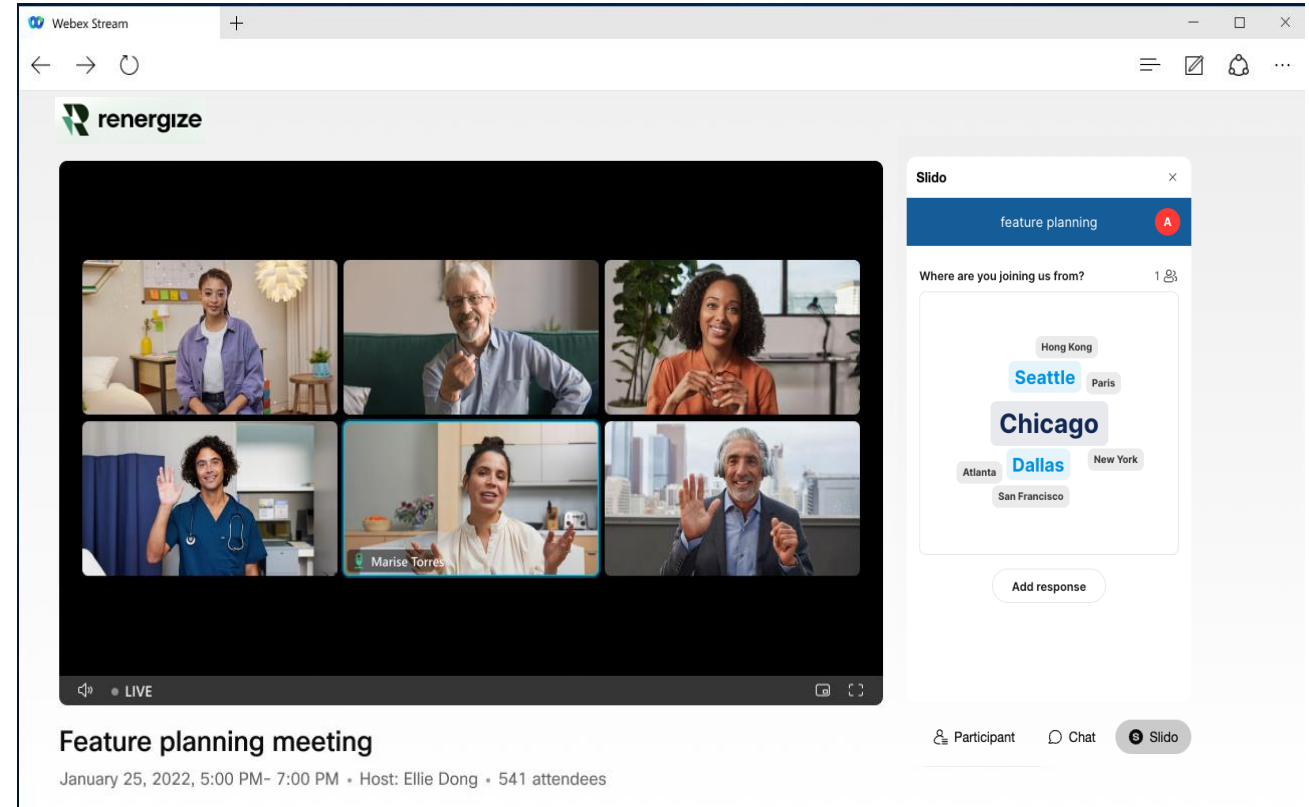 Webex Stream
renergize
Slido
feature planning
A
Where are you joining us from?
1
Hong Kong
Seattle
Paris
Chicago
Atlanta
Dallas
New York
San Francisco
Add response
Marise Torres
LIVE
Participant
Chat
S Slido
Feature planning meeting
January 25, 2022, 5:00 PM- 7:00 PM • Host: Ellie Dong • 541 attendees